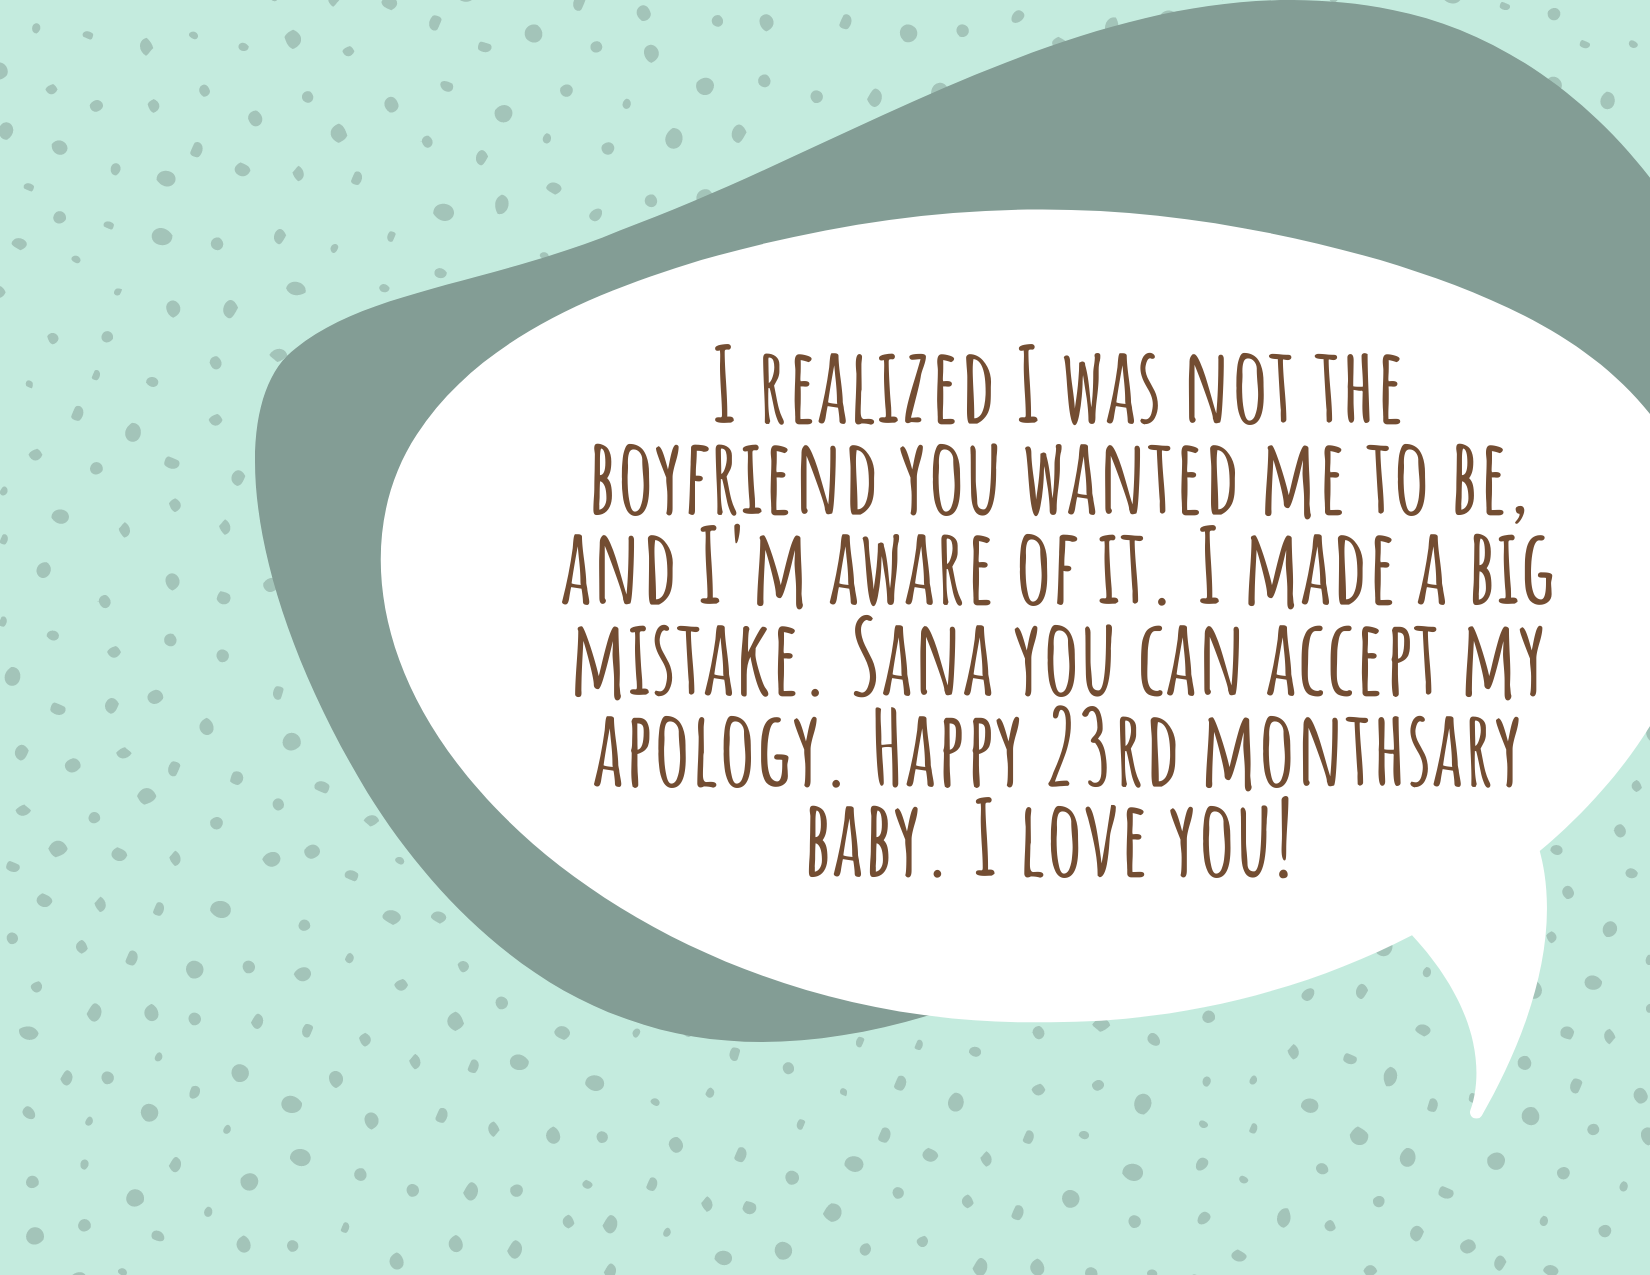 I realized I was not the
boyfriend you wanted me to be,
and I'm aware of it. I made a big
mistake. Sana you can accept my
apology. Happy 23rd monthsary
baby. I love you!